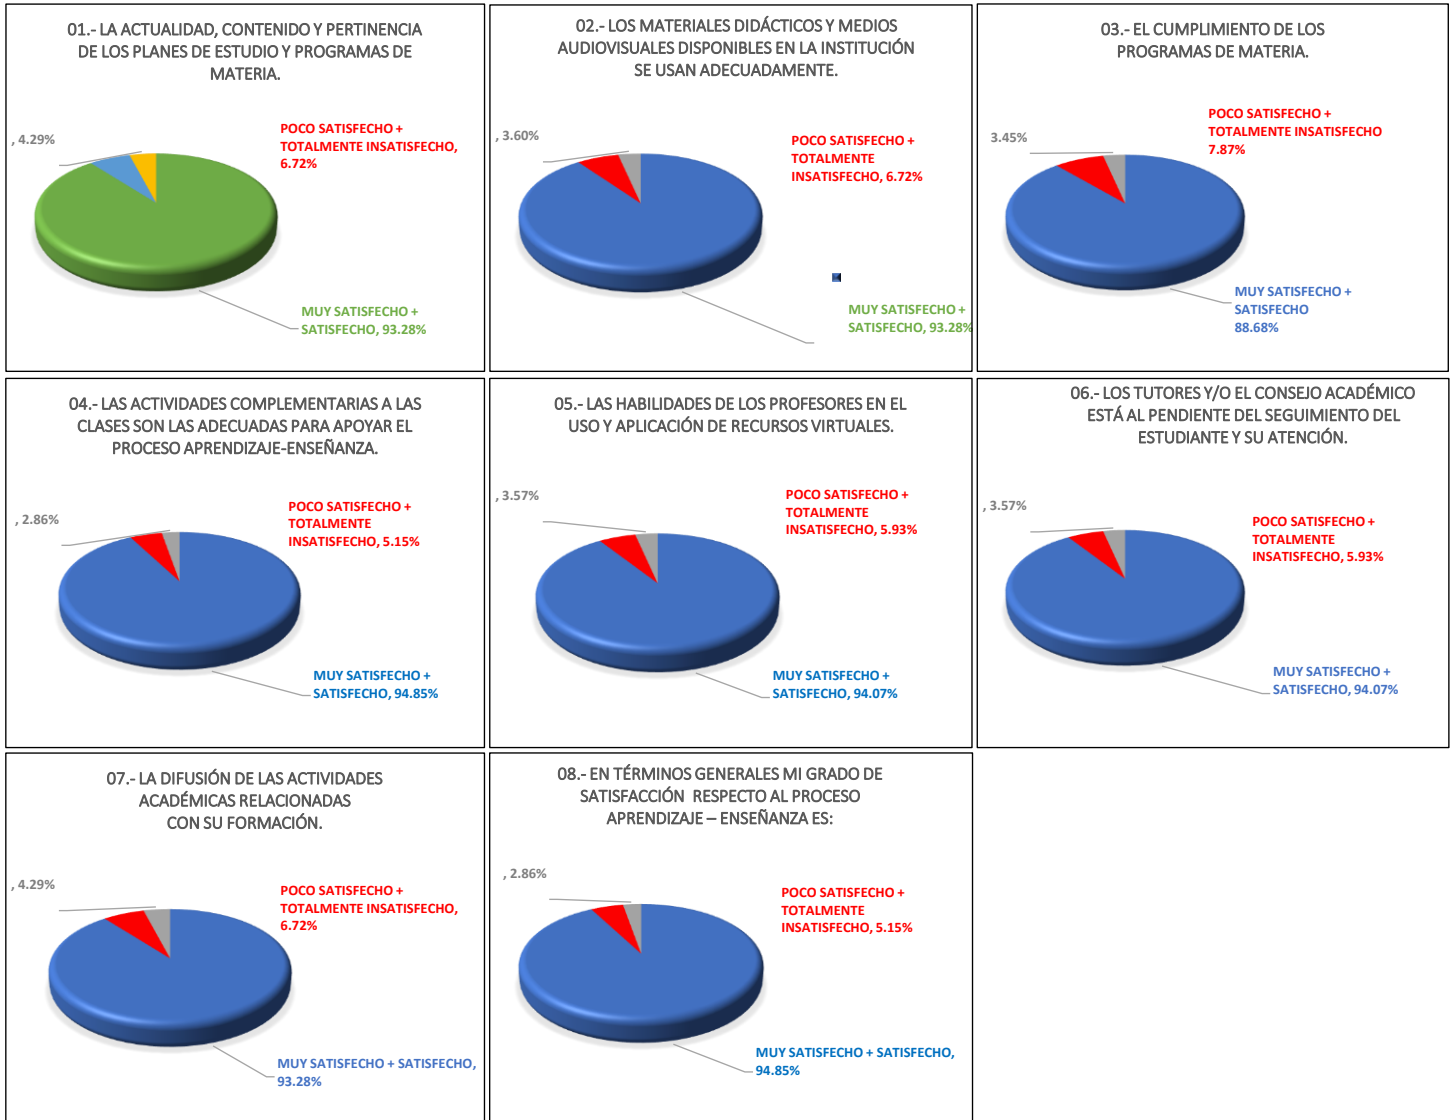 01.- LA ACTUALIDAD, CONTENIDO Y PERTINENCIA
DE LOS PLANES DE ESTUDIO Y PROGRAMAS DE
MATERIA.
, 4.29%
POCO SATISFECHO +
TOTALMENTE INSATISFECHO,
6.72%
MUY SATISFECHO +
SATISFECHO, 93.28%
02.- LOS MATERIALES DIDÁCTICOS Y MEDIOS
AUDIOVISUALES DISPONIBLES EN LA INSTITUCIÓN
SE USAN ADECUADAMENTE.
, 3.60%
POCO SATISFECHO +
TOTALMENTE
INSATISFECHO, 6.72%
MUY SATISFECHO +
SATISFECHO, 93.28%
03.- EL CUMPLIMIENTO DE LOS
PROGRAMAS DE MATERIA.
3.45%
POCO SATISFECHO +
TOTALMENTE INSATISFECHO
7.87%
MUY SATISFECHO +
SATISFECHO
88.68%
04.- LAS ACTIVIDADES COMPLEMENTARIAS A LAS
CLASES SON LAS ADECUADAS PARA APOYAR EL
PROCESO APRENDIZAJE-ENSEÑANZA.
, 2.86%
POCO SATISFECHO +
TOTALMENTE
INSATISFECHO, 5.15%
MUY SATISFECHO +
SATISFECHO, 94.85%
05.- LAS HABILIDADES DE LOS PROFESORES EN EL
USO Y APLICACIÓN DE RECURSOS VIRTUALES.
, 3.57%
POCO SATISFECHO +
TOTALMENTE
INSATISFECHO, 5.93%
MUY SATISFECHO +
SATISFECHO, 94.07%
06.- LOS TUTORES Y/O EL CONSEJO ACADÉMICO
ESTÁ AL PENDIENTE DEL SEGUIMIENTO DEL
ESTUDIANTE Y SU ATENCIÓN.
, 3.57%
POCO SATISFECHO +
TOTALMENTE
INSATISFECHO, 5.93%
MUY SATISFECHO +
SATISFECHO, 94.07%
07.- LA DIFUSIÓN DE LAS ACTIVIDADES
ACADÉMICAS RELACIONADAS
CON SU FORMACIÓN.
, 4.29%
POCO SATISFECHO +
TOTALMENTE INSATISFECHO,
6.72%
MUY SATISFECHO + SATISFECHO,
93.28%
08.- EN TÉRMINOS GENERALES MI GRADO DE
SATISFACCIÓN  RESPECTO AL PROCESO
APRENDIZAJE – ENSEÑANZA ES:
, 2.86%
POCO SATISFECHO +
TOTALMENTE
INSATISFECHO, 5.15%
MUY SATISFECHO + SATISFECHO,
94.85%